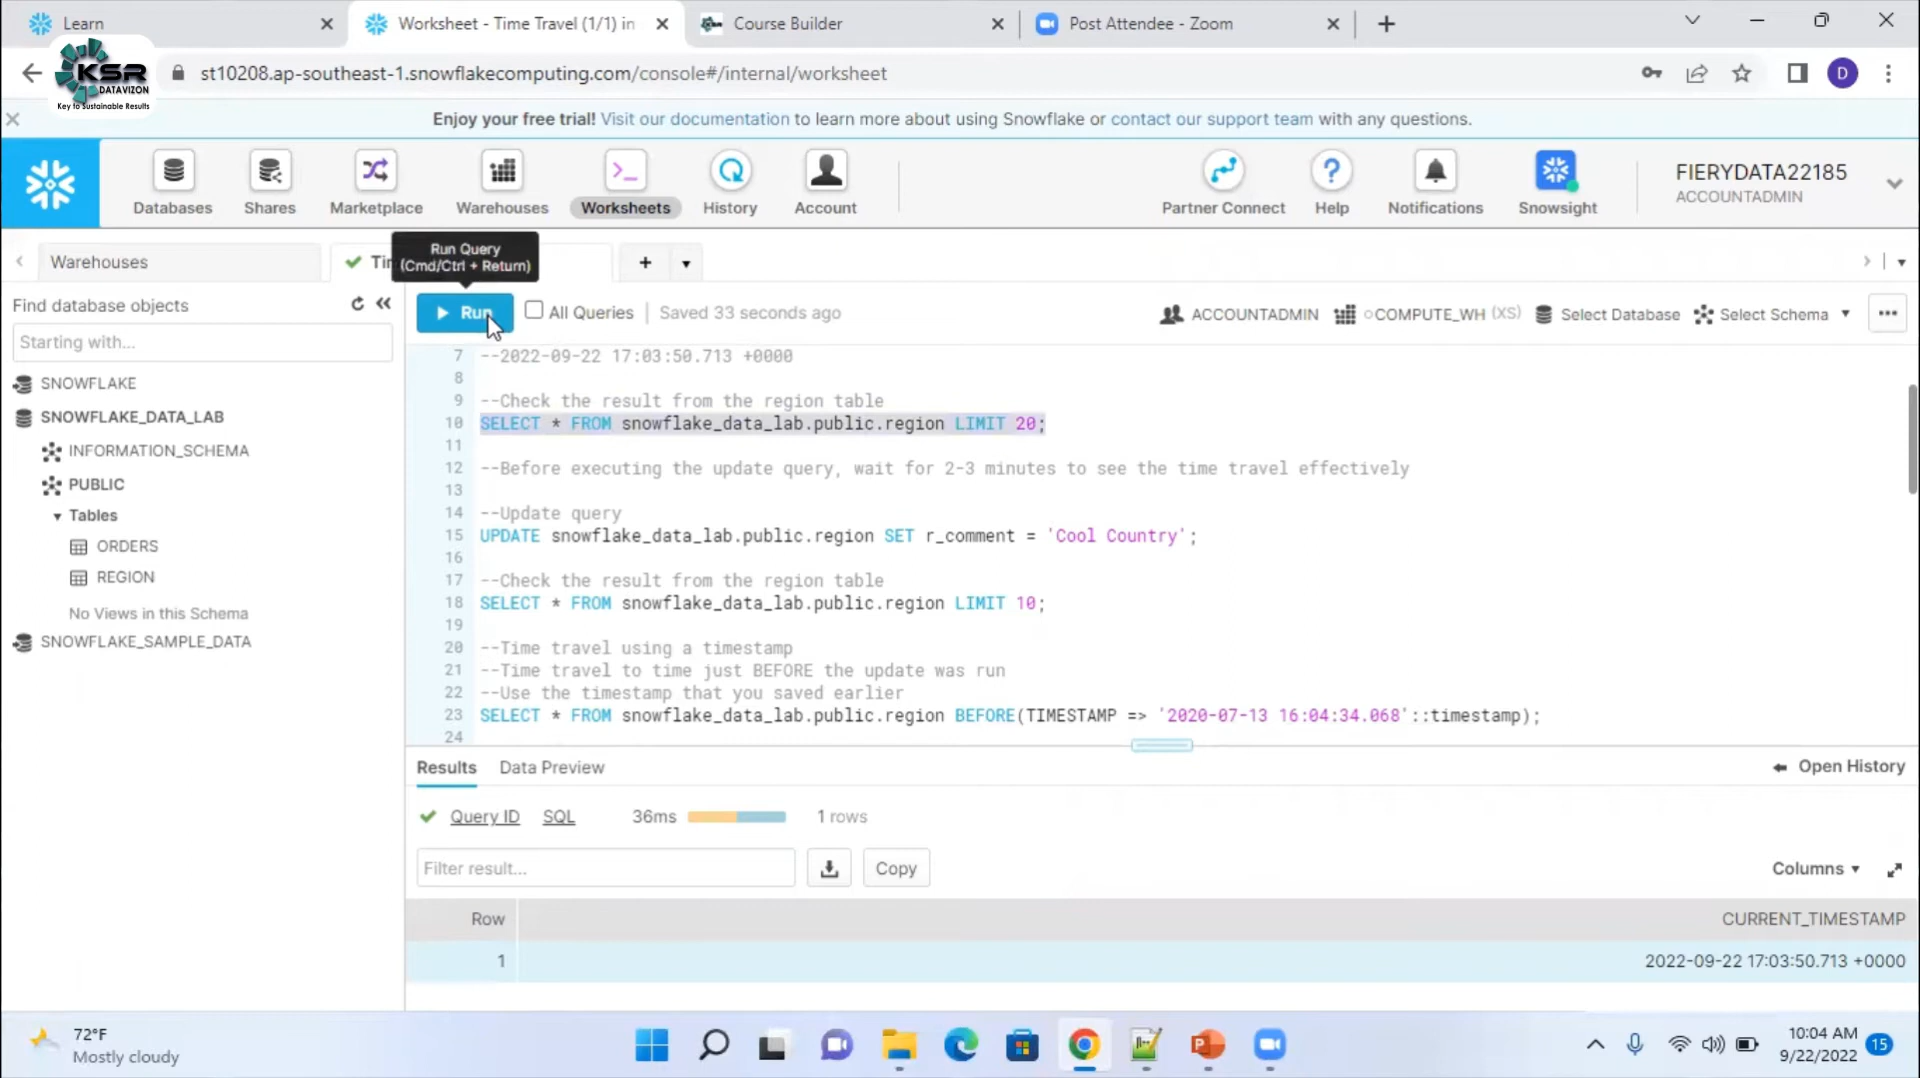 Learn
Worksheet - Time Travel (1/1) in
Course Builder
Post Attendee - Zoom
KSR
DATAVIZON
Key to Sustainable Results
st10208.ap-southeast-1.snowflakecomputing.com/console#/internal/worksheet
D
Enjoy your free trial! Visit our documentation to learn more about using Snowflake or contact our support team with any questions.
Databases
Shares
Marketplace
Warehouses
Worksheets
History
Account
Partner Connect
Help
Notifications
Snowsight
FIERYDATA22185
ACCOUNTADMIN
Warehouses
Tim
Run Query
(Cmd/Ctrl + Return)
Find database objects
Starting with...
SNOWFLAKE
SNOWFLAKE_DATA_LAB
INFORMATION_SCHEMA
PUBLIC
Tables
ORDERS
REGION
No Views in this Schema
SNOWFLAKE_SAMPLE_DATA
Run
All Queries
Saved 33 seconds ago
ACCOUNTADMIN
COMPUTE_WH (XS)
Select Database
Select Schema
7 --2022-09-22 17:03:50.713 +0000
8
9 --Check the result from the region table
10 SELECT * FROM snowflake_data_lab.public.region LIMIT 20;
11
12 --Before executing the update query, wait for 2-3 minutes to see the time travel effectively
13
14 --Update query
15 UPDATE snowflake_data_lab.public.region SET r_comment = 'Cool Country';
16
17 --Check the result from the region table
18 SELECT * FROM snowflake_data_lab.public.region LIMIT 10;
19
20 --Time travel using a timestamp
21 --Time travel to time just BEFORE the update was run
22 --Use the timestamp that you saved earlier
23 SELECT * FROM snowflake_data_lab.public.region BEFORE(TIMESTAMP => '2020-07-13 16:04:34.068'::timestamp);
24
Results
Data Preview
Open History
Query ID
SQL
36ms
1 rows
Filter result...
Copy
Columns
Row
CURRENT_TIMESTAMP
1
2022-09-22 17:03:50.713 +0000
72°F
Mostly cloudy
10:04 AM
9/22/2022
15